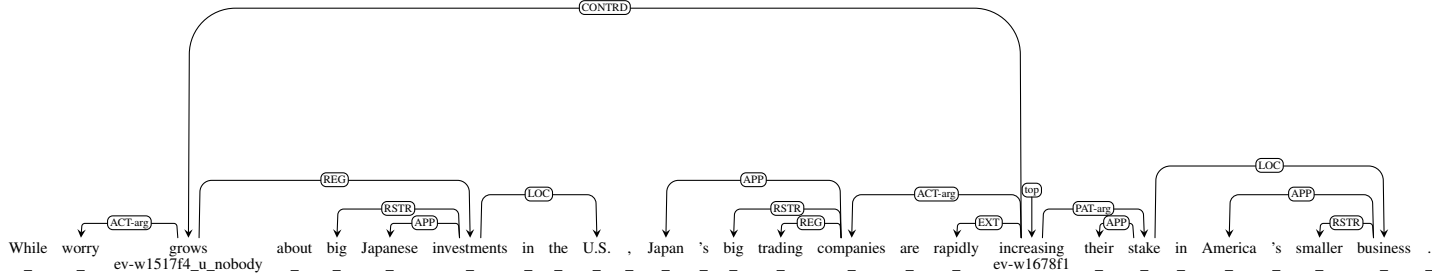 CONTRD
top
LOC
REG
APP
LOC
ACT-arg
APP
RSTR
RSTR
PAT-arg
ACT-arg
APP
REG
EXT
APP
RSTR
While worry grows about big Japanese investments in the U.S. , Japan 's big trading companies are rapidly increasing their stake in America 's smaller business .
_ _ ev-w1517f4_u_nobody _ _ _ _ _ _ _ _ _ _ _ _ _ _ _ ev-w1678f1 _ _ _ _ _ _ _ _